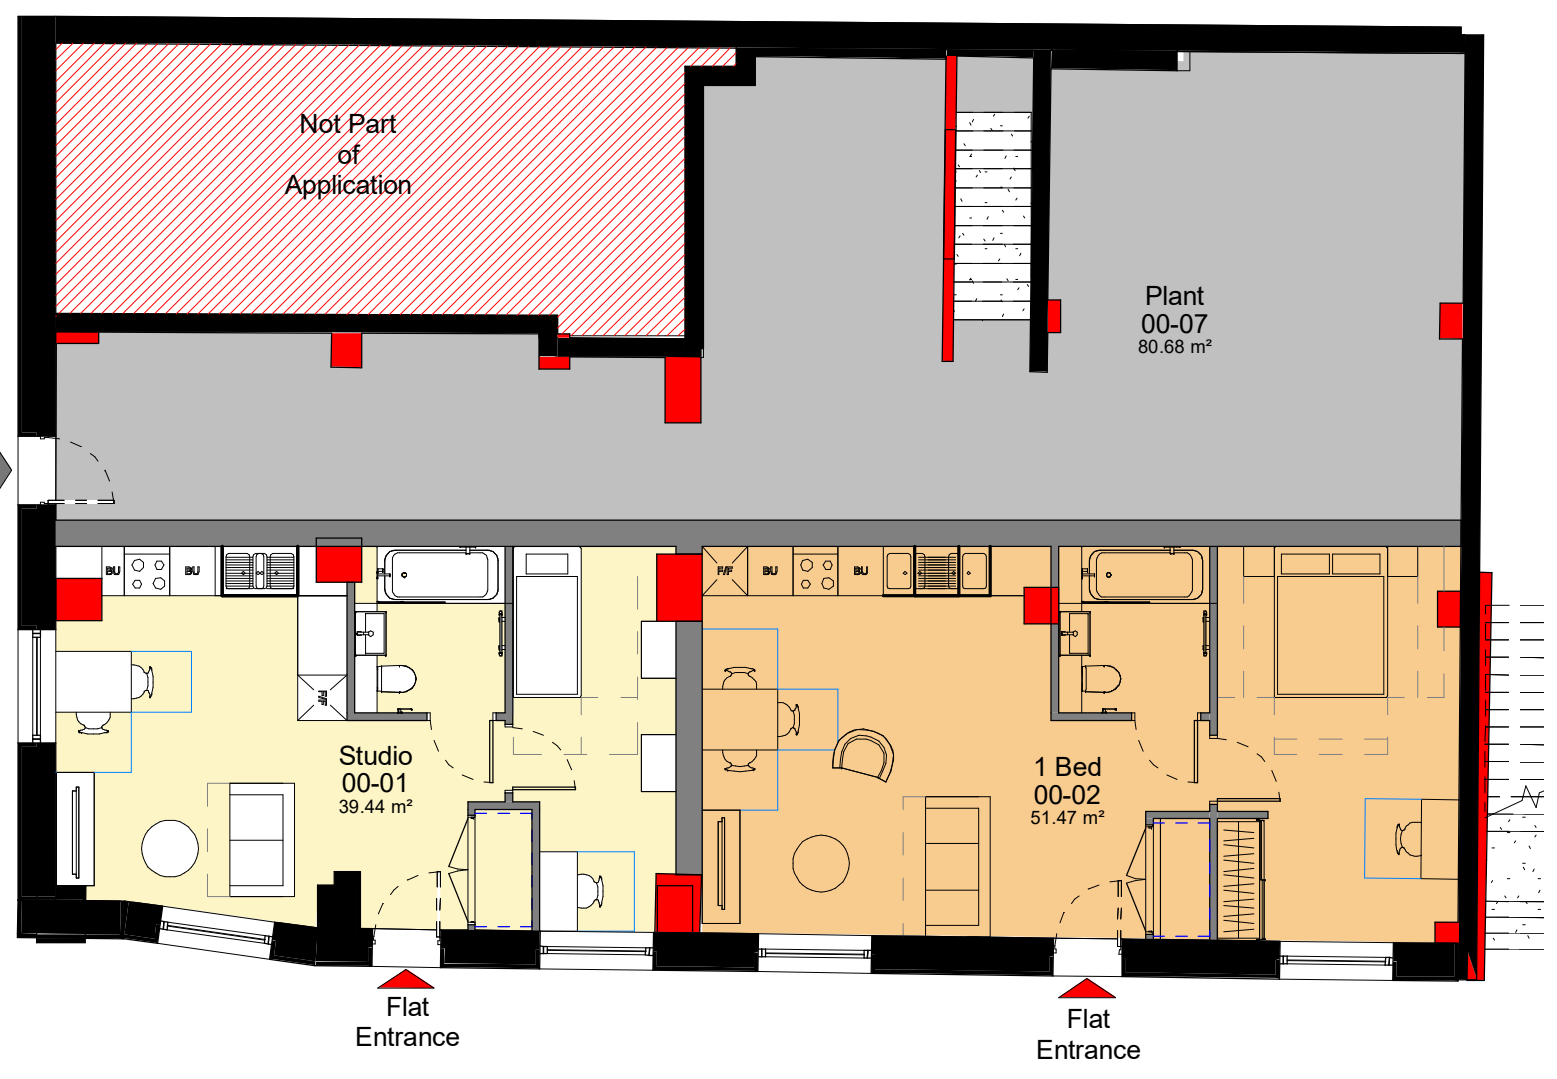 Not Part
of
Application
Plant
00-07
80.68 m²
BU
BU
F/F
BU
BU
F/F
Studio
00-01
39.44 m²
1 Bed
00-02
51.47 m²
Flat
Entrance
Flat
Entrance